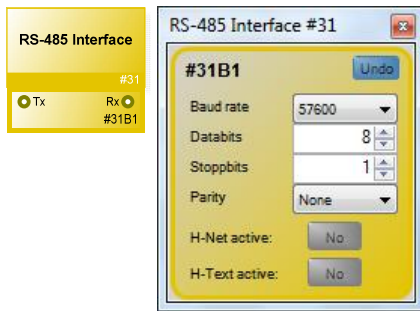 RS-485 Interface
#31
Tx Rx
#31B1
RS-485 Interface #31
#31B1 Undo
Baud rate 57600
Databits 8
Stoppbits 1
Parity None
H-Net active: No
H-Text active: No